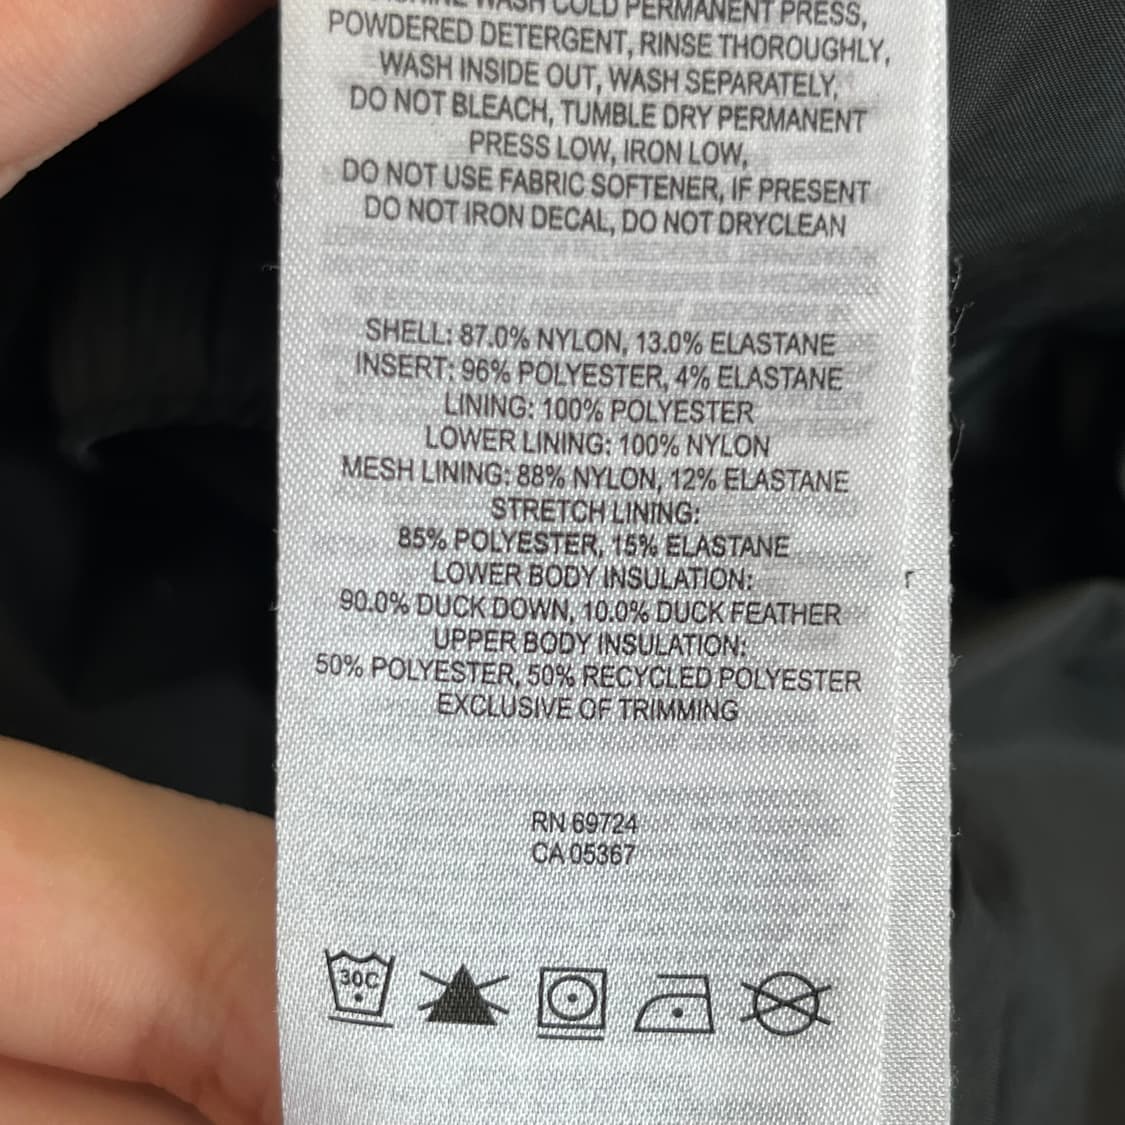 WASH COLD PERMANENT PRESS,
POWDERED DETERGENT, RINSE THOROUGHLY,
WASH INSIDE OUT, WASH SEPARATELY,
DO NOT BLEACH, TUMBLE DRY PERMANENT
PRESS LOW, IRON LOW,
DO NOT USE FABRIC SOFTENER, IF PRESENT
DO NOT IRON DECAL, DO NOT DRYCLEAN
SHELL: 87.0% NYLON, 13.0% ELASTANE
INSERT: 96% POLYESTER, 4% ELASTANE
LINING: 100% POLYESTER
LOWER LINING: 100% NYLON
MESH LINING: 88% NYLON, 12% ELASTANE
STRETCH LINING:
85% POLYESTER, 15% ELASTANE
LOWER BODY INSULATION:
90.0% DUCK DOWN, 10.0% DUCK FEATHER
UPPER BODY INSULATION:
50% POLYESTER, 50% RECYCLED POLYESTER
EXCLUSIVE OF TRIMMING
RN 69724
CA 05367
30C